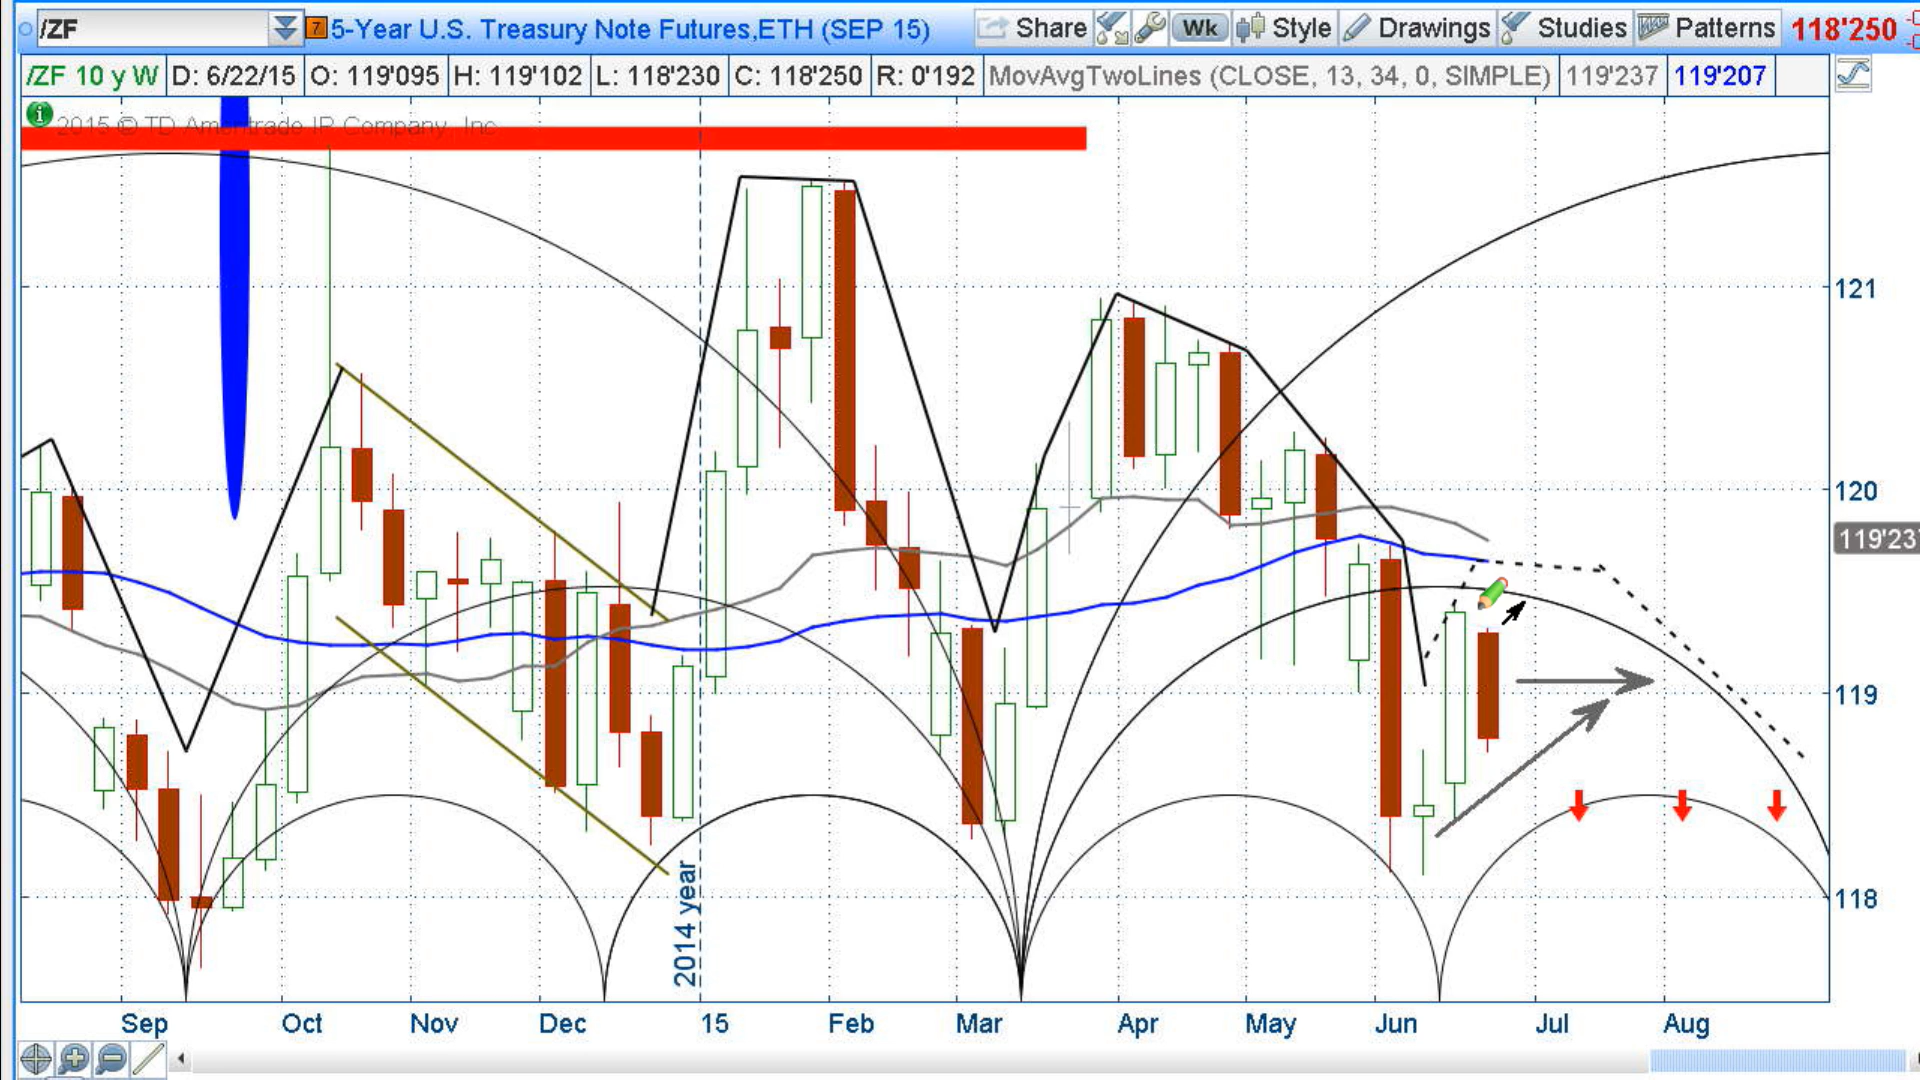 /ZF 7 5-Year U.S. Treasury Note Futures,ETH (SEP 15) Share Wk Style Drawings Studies Patterns 118'250
/ZF 10 y W D: 6/22/15 O: 119'095 H: 119'102 L: 118'230 C: 118'250 R: 0'192 MovAvgTwoLines (CLOSE, 13, 34, 0, SIMPLE) 119'237 119'207
2015 © TD Ameritrade IP Company, Inc
121
120
119'237
119
118
2014 year
Sep Oct Nov Dec 15 Feb Mar Apr May Jun Jul Aug